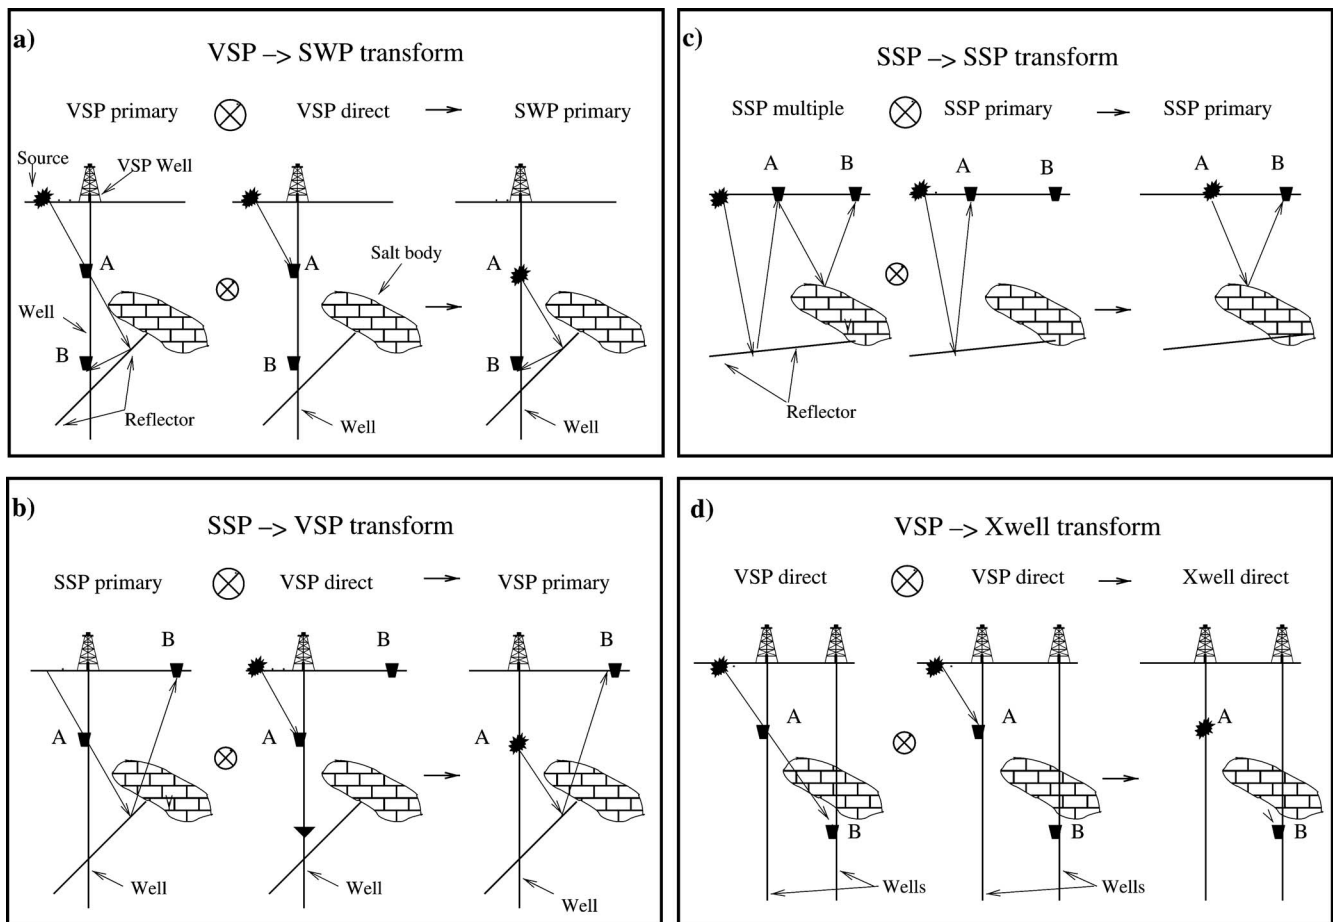 a)
VSP –> SWP transform
VSP primary ⊗ VSP direct → SWP primary
Source
VSP Well
A
A
Salt body
A
Well
B
B
B
Reflector
Well
Well
c)
SSP –> SSP transform
SSP multiple ⊗ SSP primary → SSP primary
A B A B A B
Reflector
b)
SSP –> VSP transform
SSP primary ⊗ VSP direct → VSP primary
B B B
A A A
Well Well Well
d)
VSP –> Xwell transform
VSP direct ⊗ VSP direct → Xwell direct
A A A
B B B
Wells Wells